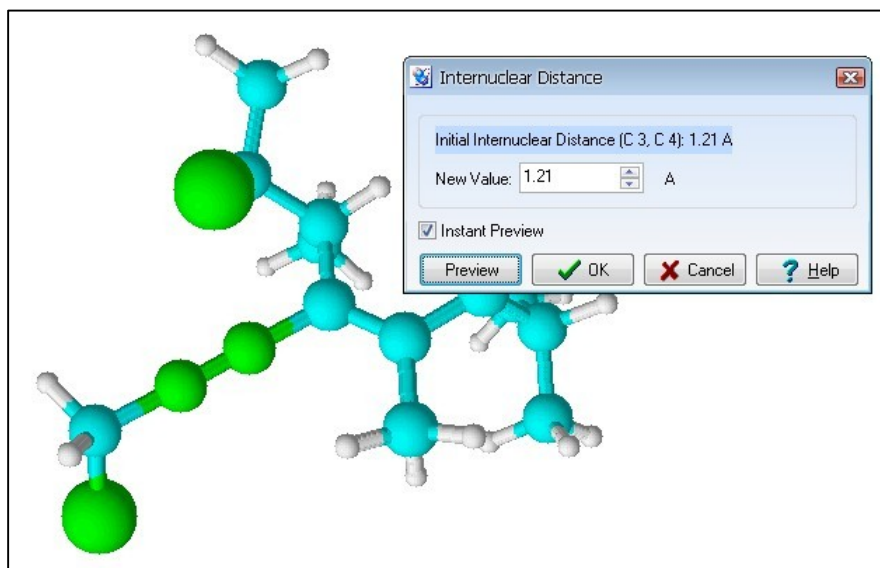 Internuclear Distance
Initial Internuclear Distance (C 3, C 4): 1.21 A
New Value: 1.21 A
Instant Preview
Preview OK Cancel ? Help